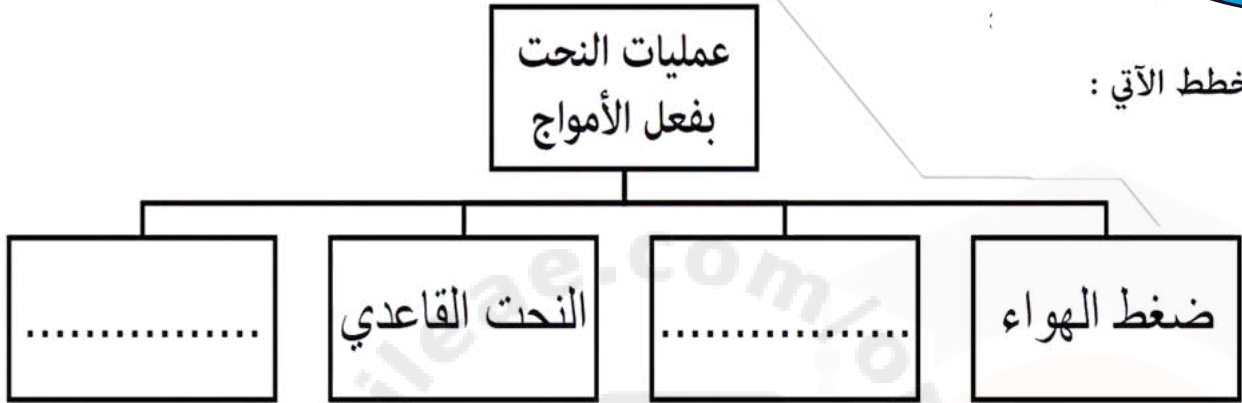 خطط الآتي :
عمليات النحت
بفعل الأمواج
ضغط الهواء
..................
النحت القاعدي
.................